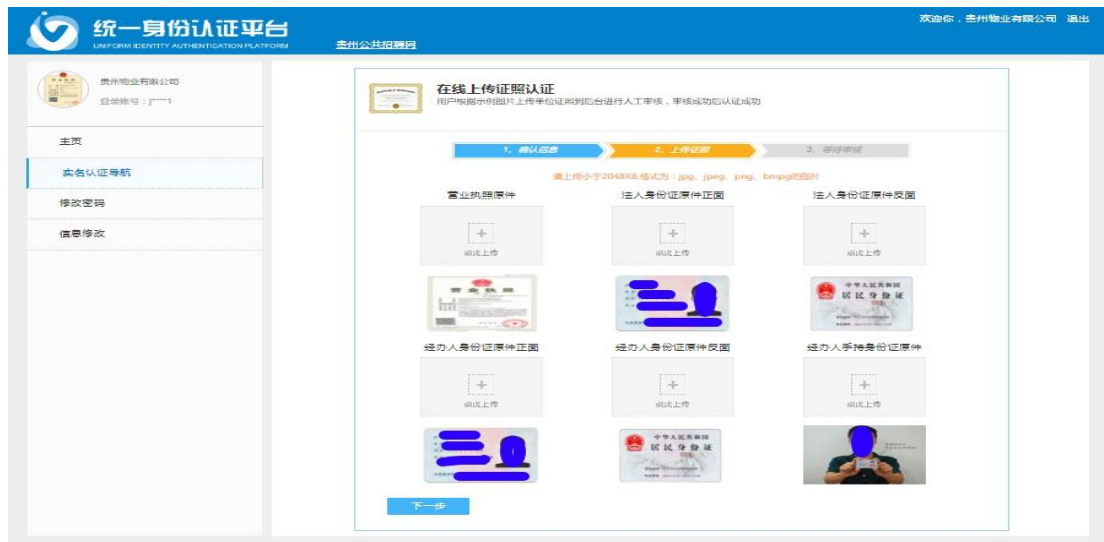 统一身份认证平台
UNIFORM IDENTITY AUTHENTICATION PLATFORM
贵州公共招聘网
欢迎你，贵州物业有限公司 退出
贵州物业有限公司
登录账号：j****1
主页
实名认证导航
修改密码
信息修改
在线上传证照认证
用户根据示例图片上传单位证照到后台进行人工审核，审核成功后认证成功
1、确认信息
2、上传证照
3、等待审核
请上传小于2048KB,格式为：jpg、jpeg、png、bmpg的图片
营业执照原件 法人身份证原件正面 法人身份证原件反面
点此上传 点此上传 点此上传
营业执照
中华人民共和国
居民身份证
经办人身份证原件正面 经办人身份证原件反面 经办人手持身份证原件
点此上传 点此上传 点此上传
中华人民共和国
居民身份证
下一步